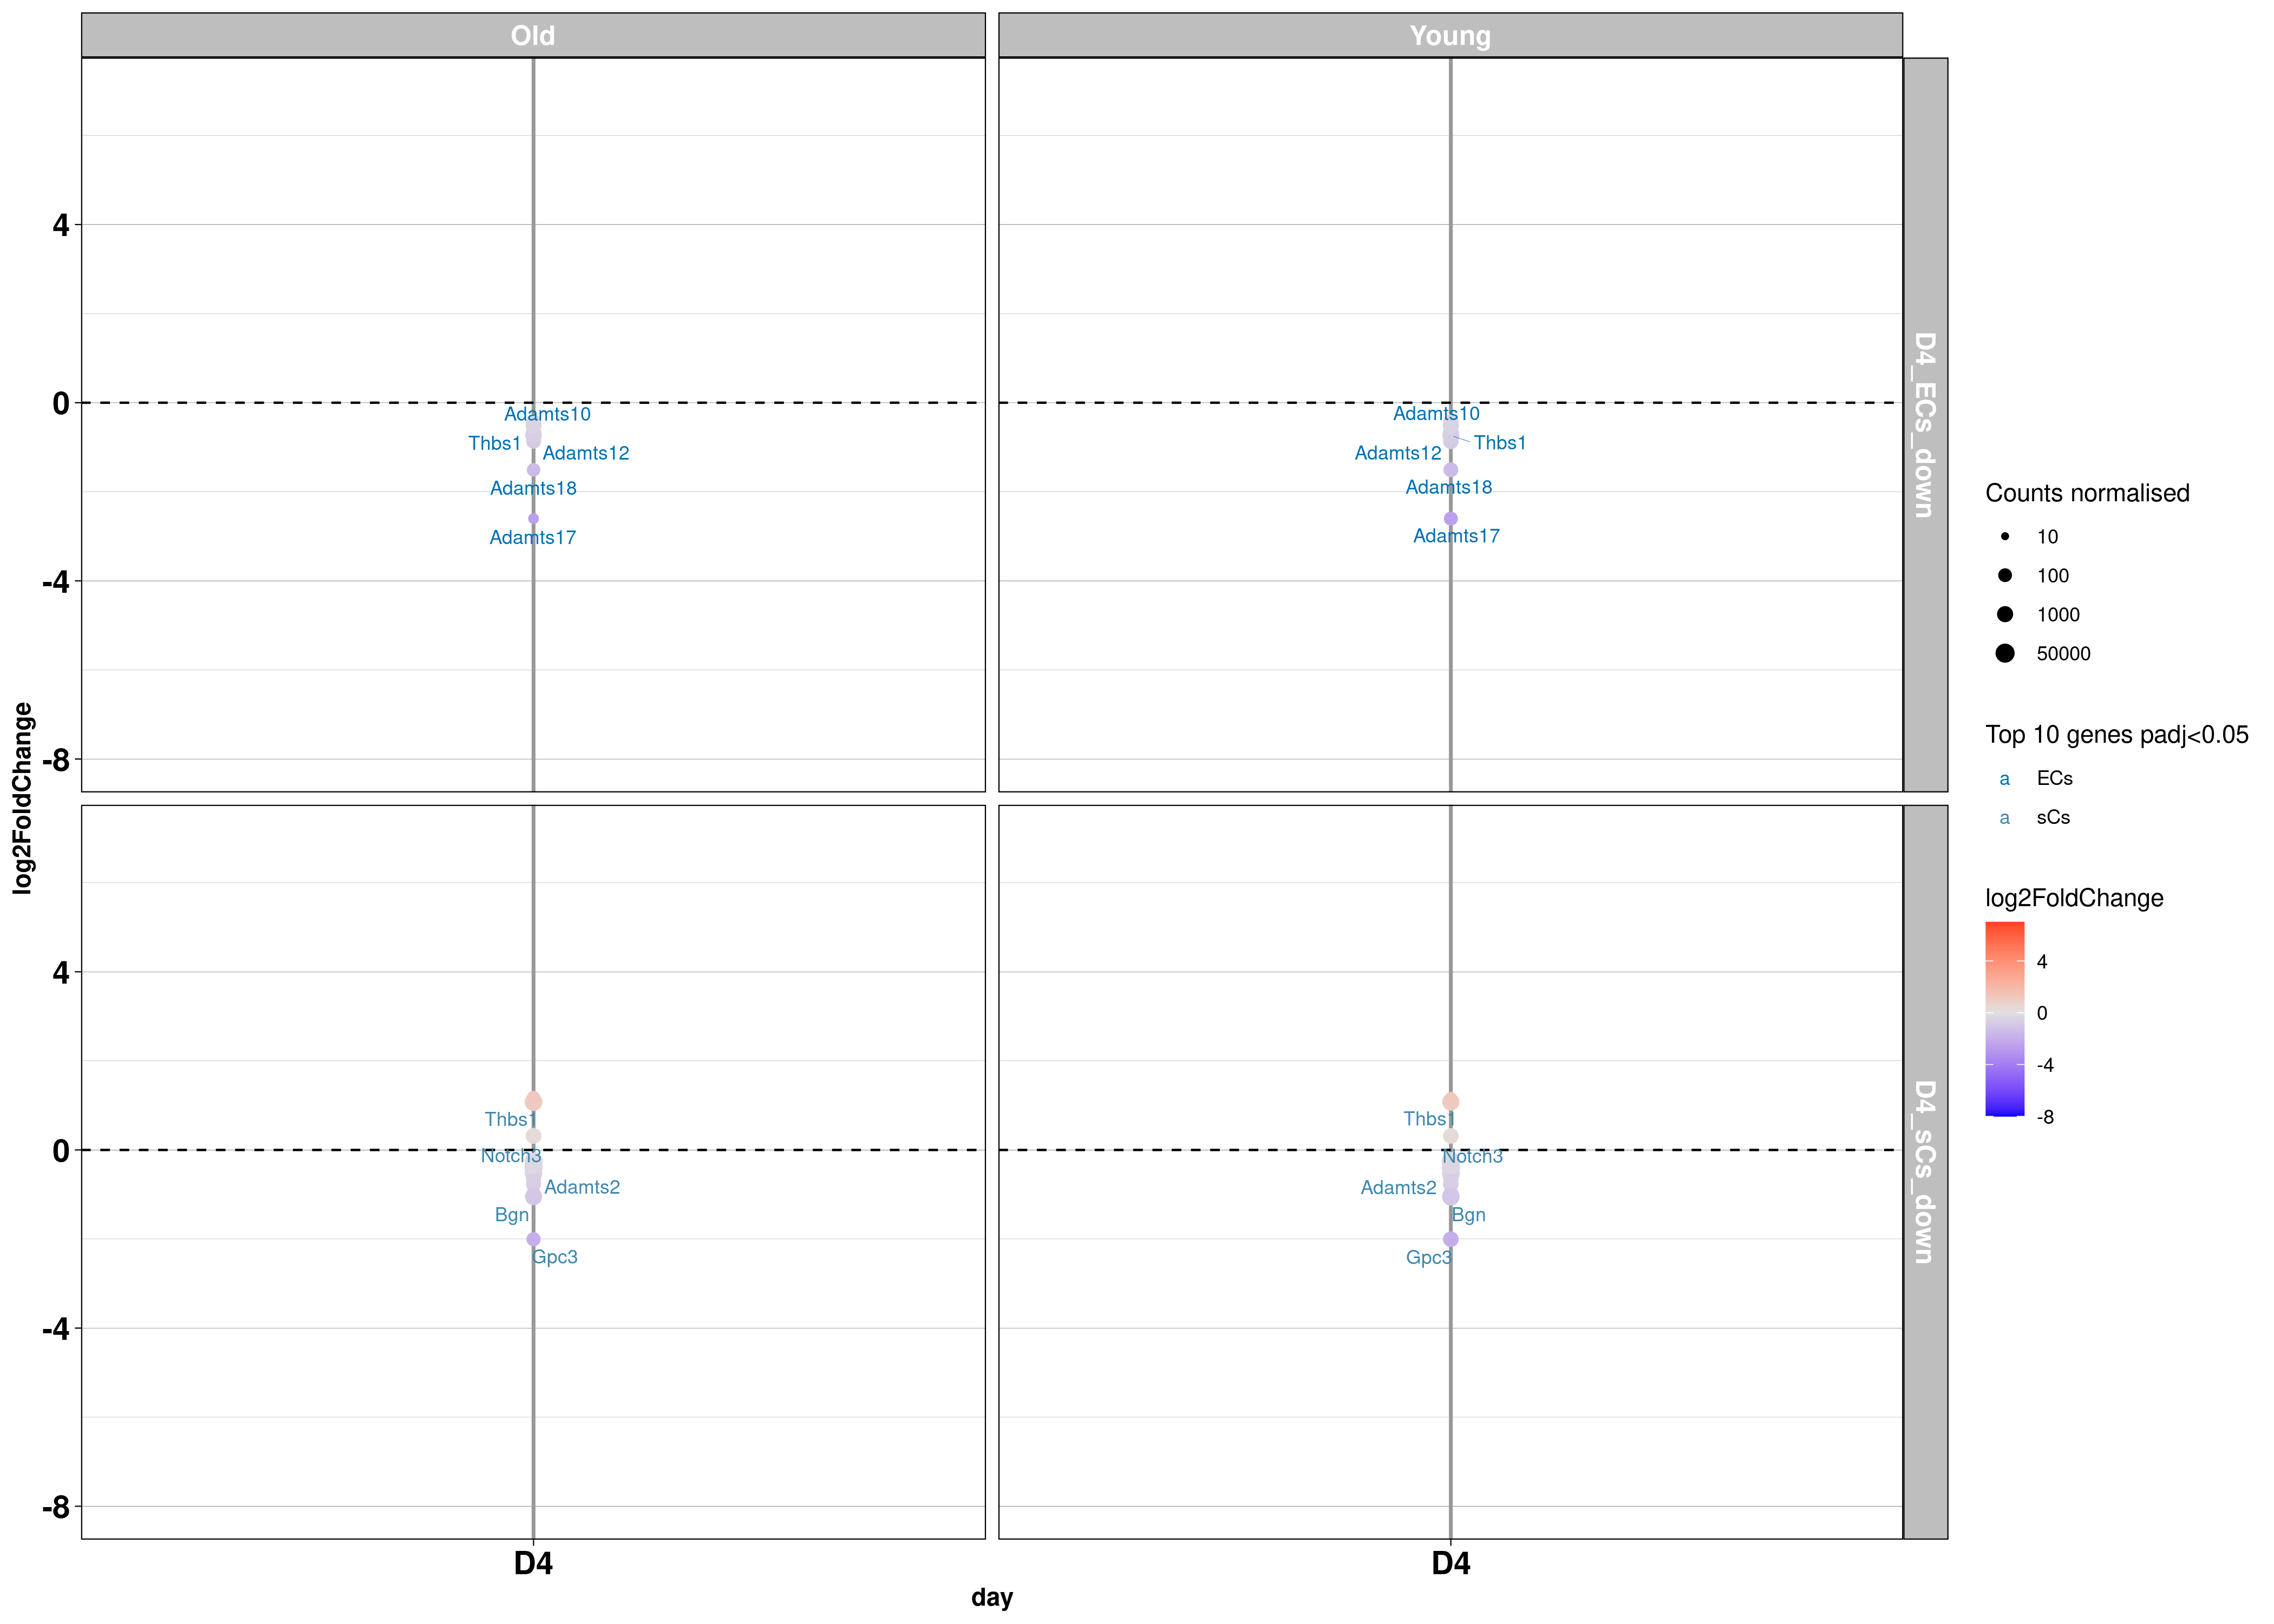 Old
Young
4
0
-4
-8
Adamts10
Thbs1
Adamts12
Adamts18
Adamts17
Adamts10
Thbs1
Adamts12
Adamts18
Adamts17
D4_ECs_down
4
0
-4
-8
Thbs1
Notch3
Adamts2
Bgn
Gpc3
Thbs1
Notch3
Adamts2
Bgn
Gpc3
D4_sCs_down
D4
D4
day
log2FoldChange
Counts normalised
10
100
1000
50000
Top 10 genes padj<0.05
a ECs
a sCs
log2FoldChange
4
0
-4
-8